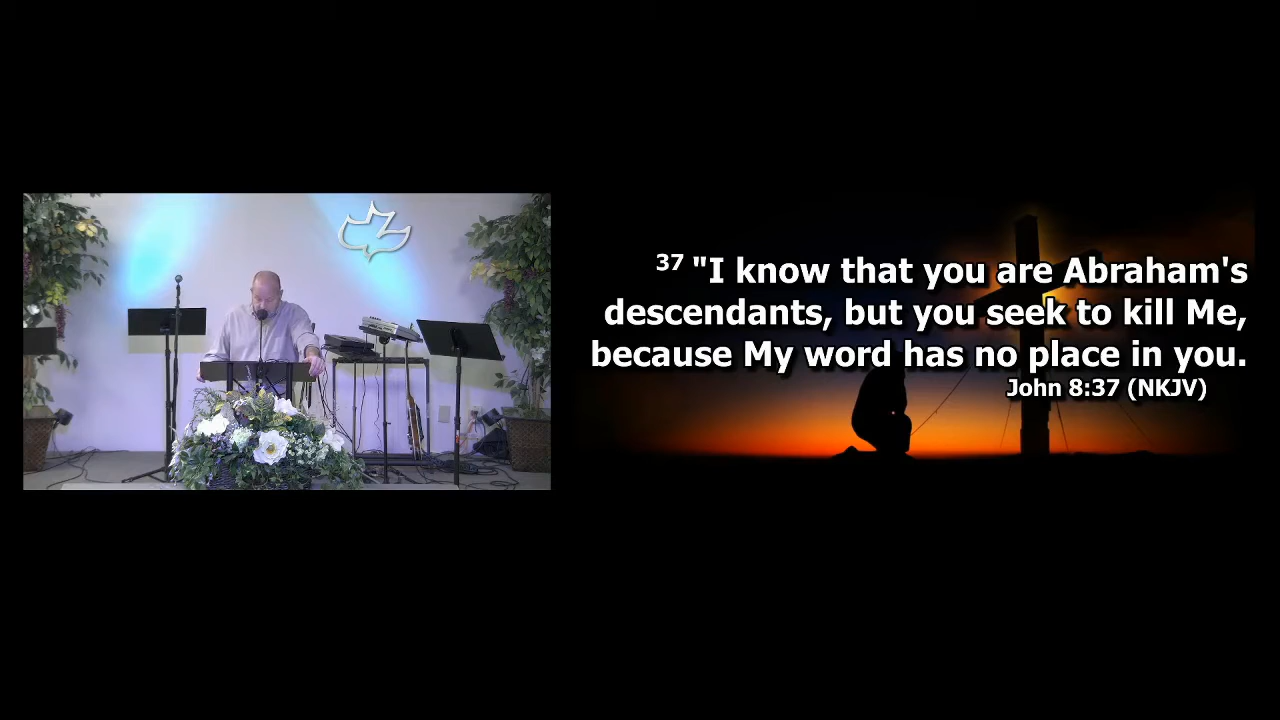 37 "I know that you are Abraham's
descendants, but you seek to kill Me,
because My word has no place in you.
John 8:37 (NKJV)